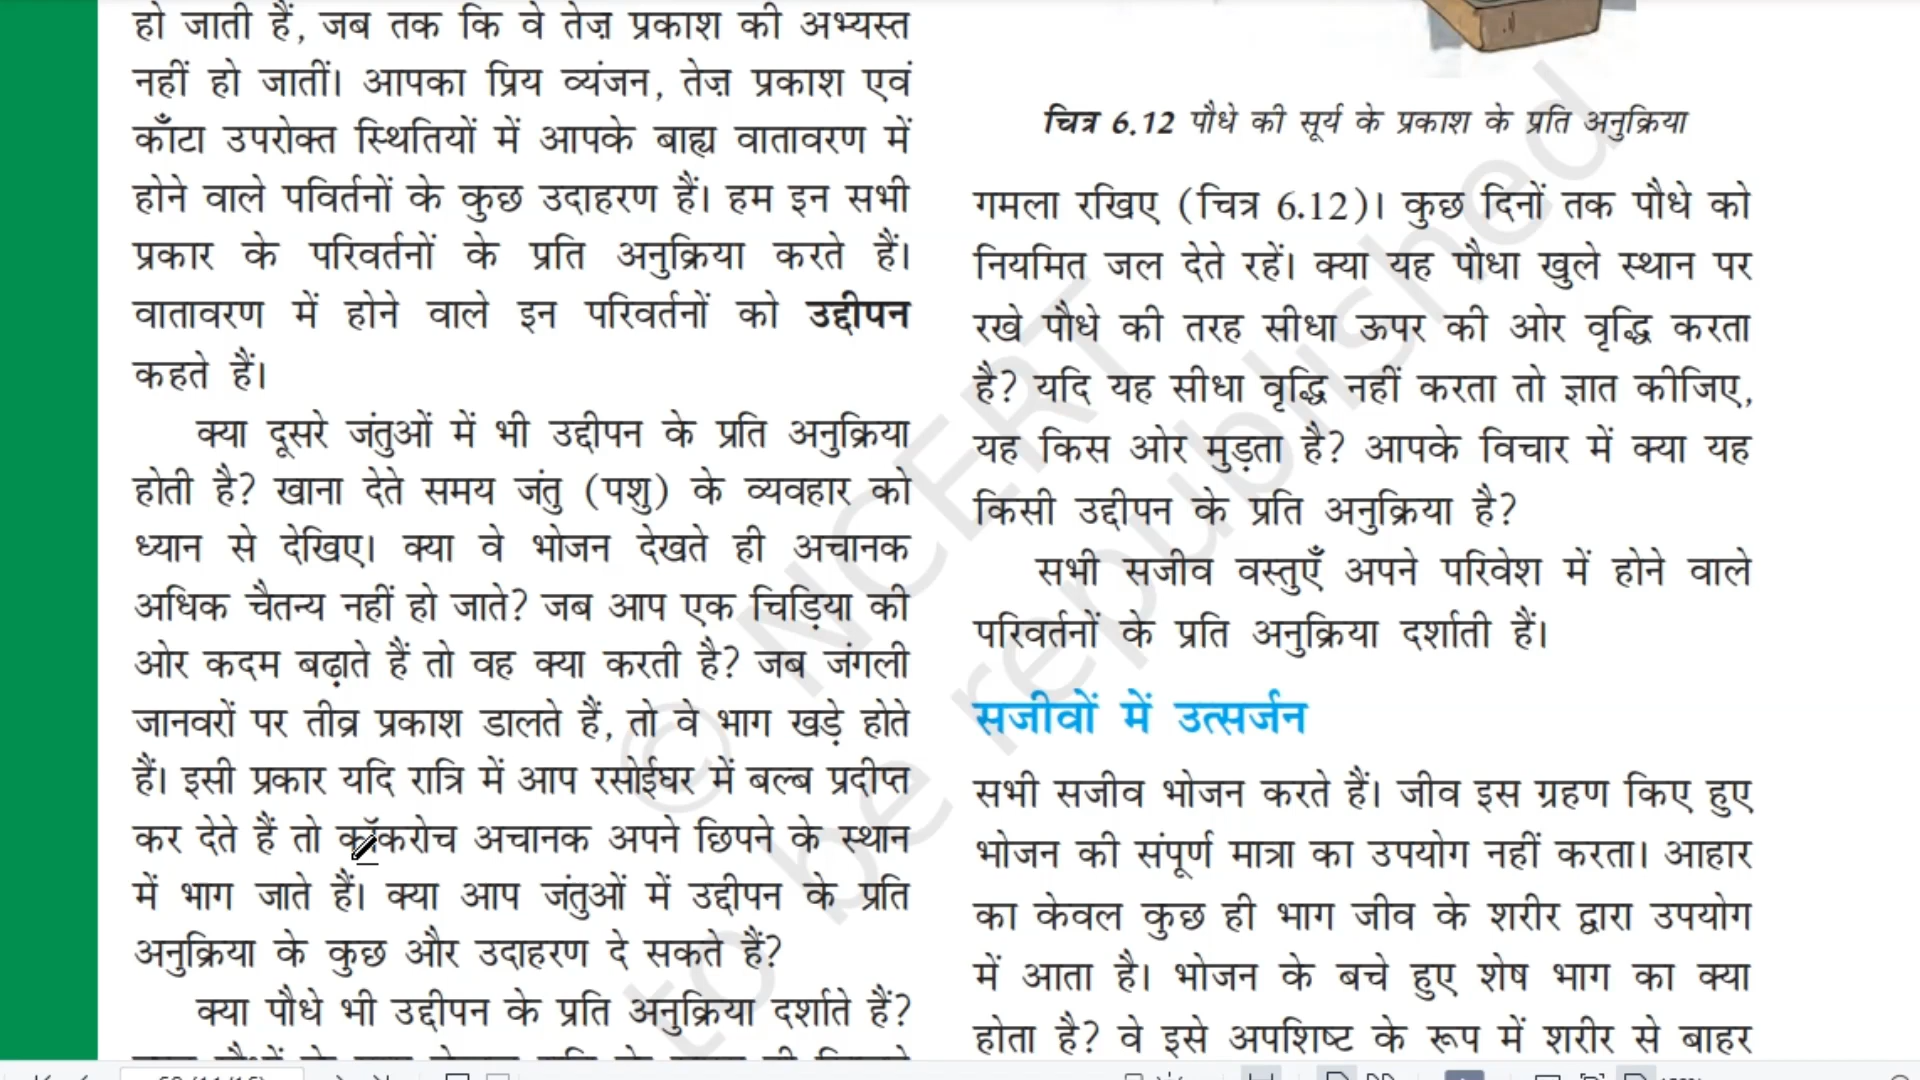 हो जाती हैं, जब तक कि वे तेज़ प्रकाश की अभ्यस्त
नहीं हो जातीं। आपका प्रिय व्यंजन, तेज़ प्रकाश एवं
काँटा उपरोक्त स्थितियों में आपके बाह्य वातावरण में
होने वाले पविर्तनों के कुछ उदाहरण हैं। हम इन सभी
प्रकार के परिवर्तनों के प्रति अनुक्रिया करते हैं।
वातावरण में होने वाले इन परिवर्तनों को उद्दीपन
कहते हैं।
क्या दूसरे जंतुओं में भी उद्दीपन के प्रति अनुक्रिया
होती है? खाना देते समय जंतु (पशु) के व्यवहार को
ध्यान से देखिए। क्या वे भोजन देखते ही अचानक
अधिक चैतन्य नहीं हो जाते? जब आप एक चिड़िया की
ओर कदम बढ़ाते हैं तो वह क्या करती है? जब जंगली
जानवरों पर तीव्र प्रकाश डालते हैं, तो वे भाग खड़े होते
हैं। इसी प्रकार यदि रात्रि में आप रसोईघर में बल्ब प्रदीप्त
कर देते हैं तो कॉकरोच अचानक अपने छिपने के स्थान
में भाग जाते हैं। क्या आप जंतुओं में उद्दीपन के प्रति
अनुक्रिया के कुछ और उदाहरण दे सकते हैं?
क्या पौधे भी उद्दीपन के प्रति अनुक्रिया दर्शाते हैं?
चित्र 6.12 पौधे की सूर्य के प्रकाश के प्रति अनुक्रिया
गमला रखिए (चित्र 6.12)। कुछ दिनों तक पौधे को
नियमित जल देते रहें। क्या यह पौधा खुले स्थान पर
रखे पौधे की तरह सीधा ऊपर की ओर वृद्धि करता
है? यदि यह सीधा वृद्धि नहीं करता तो ज्ञात कीजिए,
यह किस ओर मुड़ता है? आपके विचार में क्या यह
किसी उद्दीपन के प्रति अनुक्रिया है?
सभी सजीव वस्तुएँ अपने परिवेश में होने वाले
परिवर्तनों के प्रति अनुक्रिया दर्शाती हैं।
सजीवों में उत्सर्जन
सभी सजीव भोजन करते हैं। जीव इस ग्रहण किए हुए
भोजन की संपूर्ण मात्रा का उपयोग नहीं करता। आहार
का केवल कुछ ही भाग जीव के शरीर द्वारा उपयोग
में आता है। भोजन के बचे हुए शेष भाग का क्या
होता है? वे इसे अपशिष्ट के रूप में शरीर से बाहर
© NCERT
to be republished